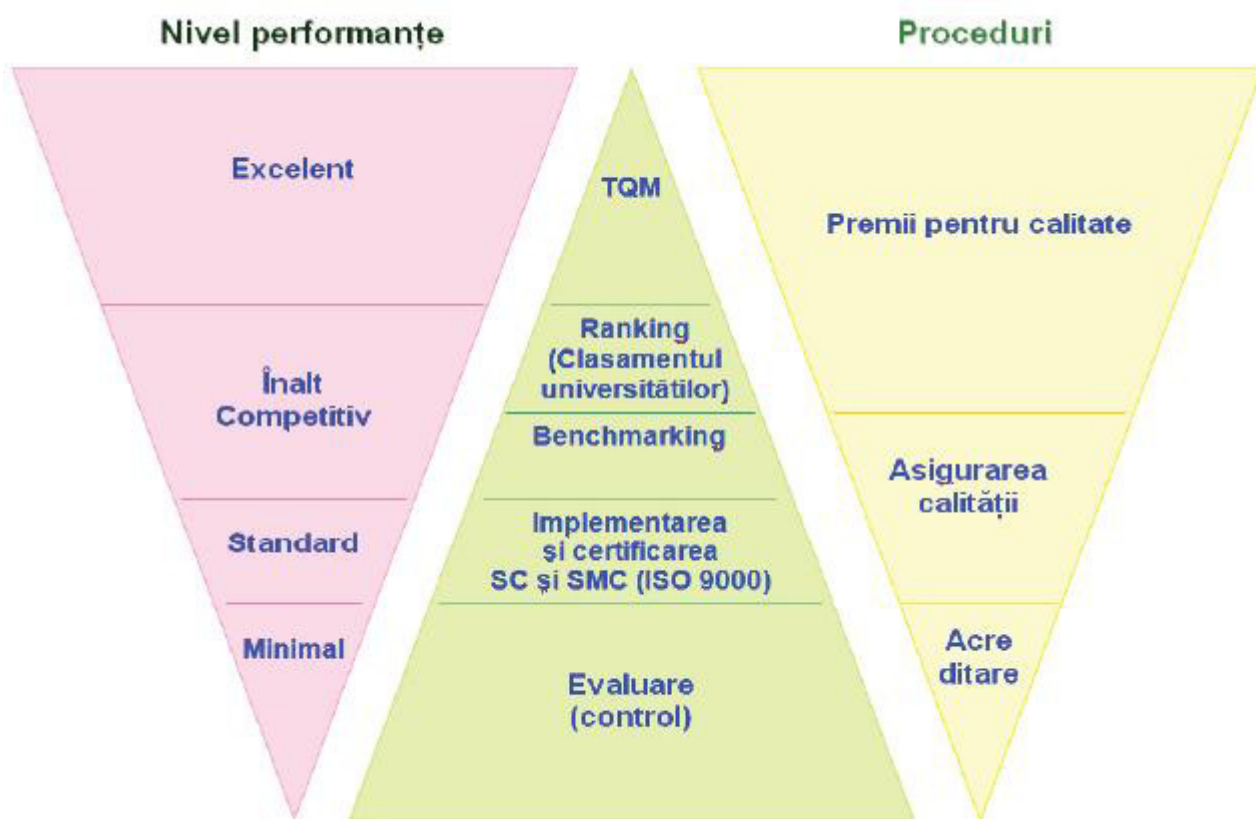 Nivel performanțe
Proceduri
Excelent
Înalt
Competitiv
Standard
Minimal
TQM
Ranking
(Clasamentul
universitătilor)
Benchmarking
Implementarea
și certificarea
SC și SMC (ISO 9000)
Evaluare
(control)
Premii pentru calitate
Asigurarea
calității
Acre
ditare